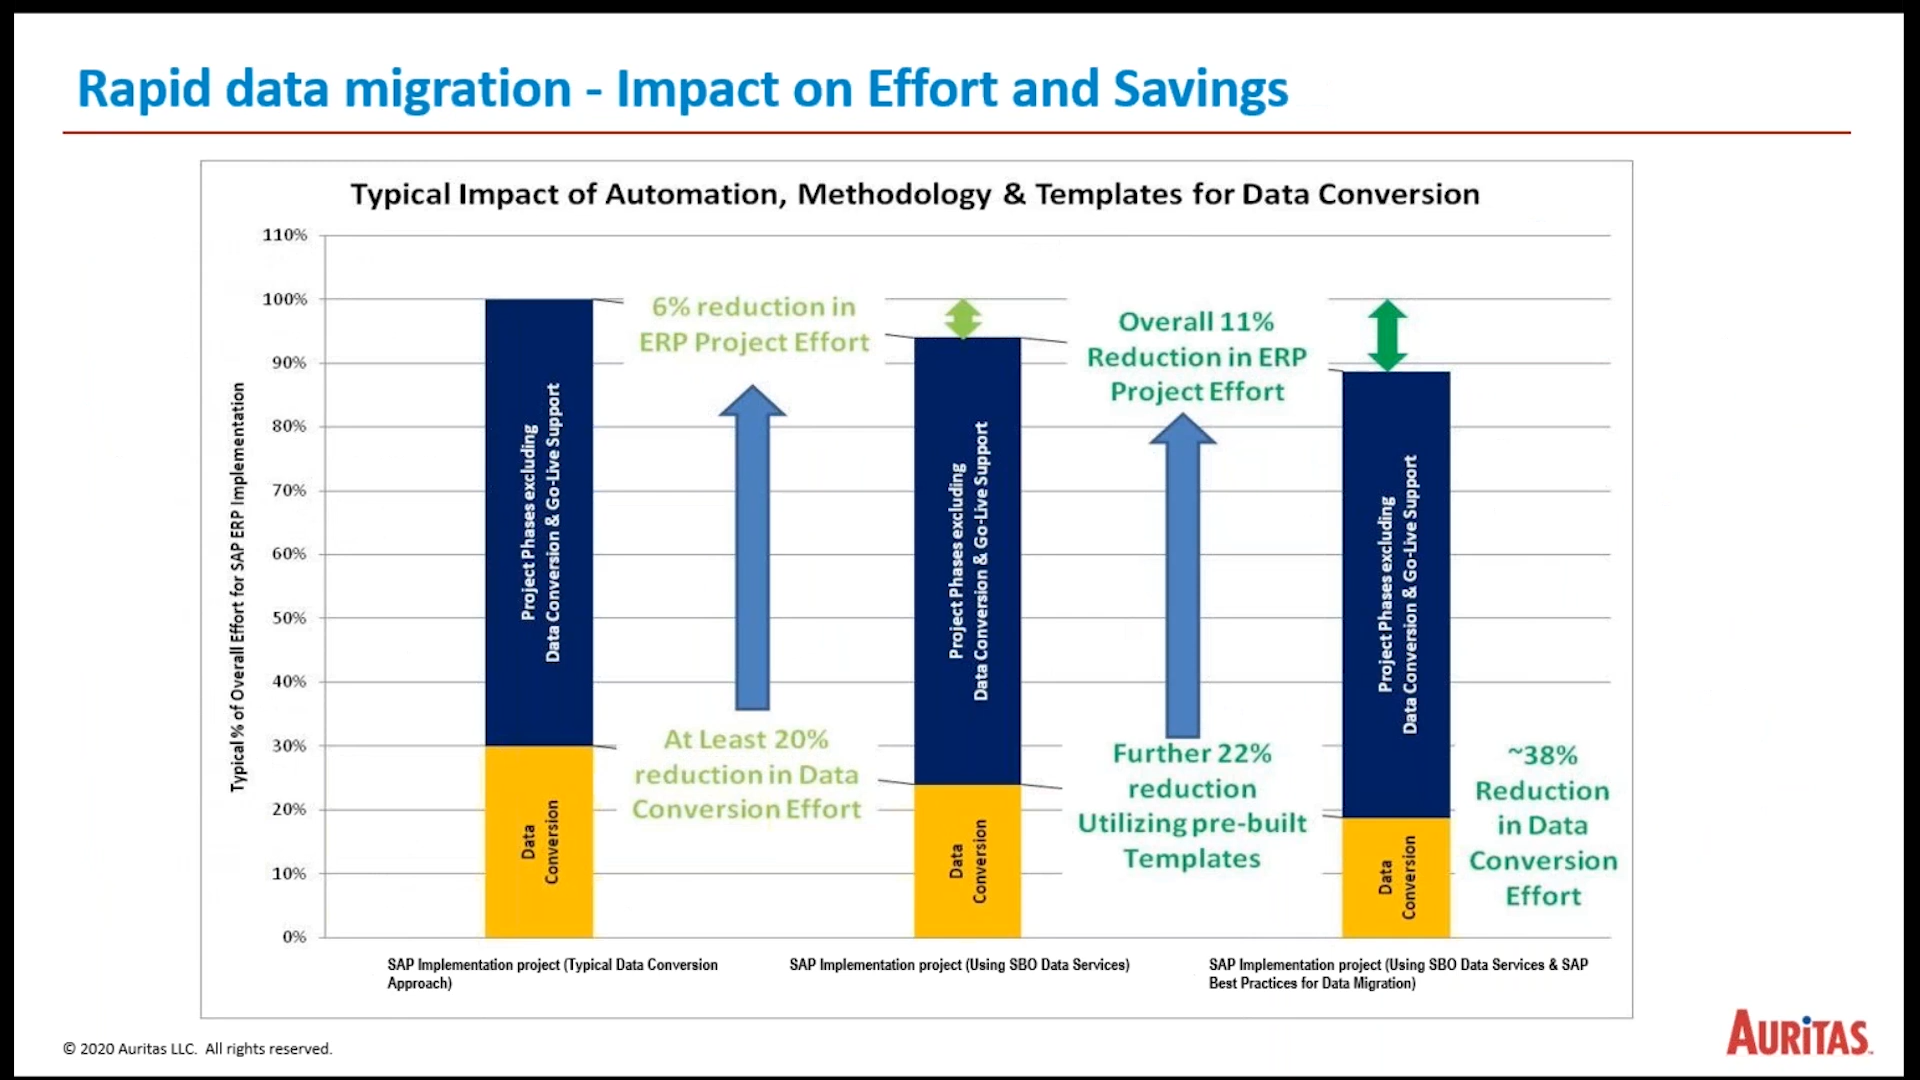 Rapid data migration - Impact on Effort and Savings
Typical Impact of Automation, Methodology & Templates for Data Conversion
Typical % of Overall Effort for SAP ERP Implementation
110%
100%
90%
80%
70%
60%
50%
40%
30%
20%
10%
0%
Project Phases excluding
Data Conversion & Go-Live Support
Data
Conversion
6% reduction in
ERP Project Effort
At Least 20%
reduction in Data
Conversion Effort
Project Phases excluding
Data Conversion & Go-Live Support
Data
Conversion
Overall 11%
Reduction in ERP
Project Effort
Further 22%
reduction
Utilizing pre-built
Templates
Project Phases excluding
Data Conversion & Go-Live Support
Data
Conversion
~38%
Reduction
in Data
Conversion
Effort
SAP Implementation project (Typical Data Conversion
Approach)
SAP Implementation project (Using SBO Data Services)
SAP Implementation project (Using SBO Data Services & SAP
Best Practices for Data Migration)
© 2020 Auritas LLC. All rights reserved.
AURiTAS